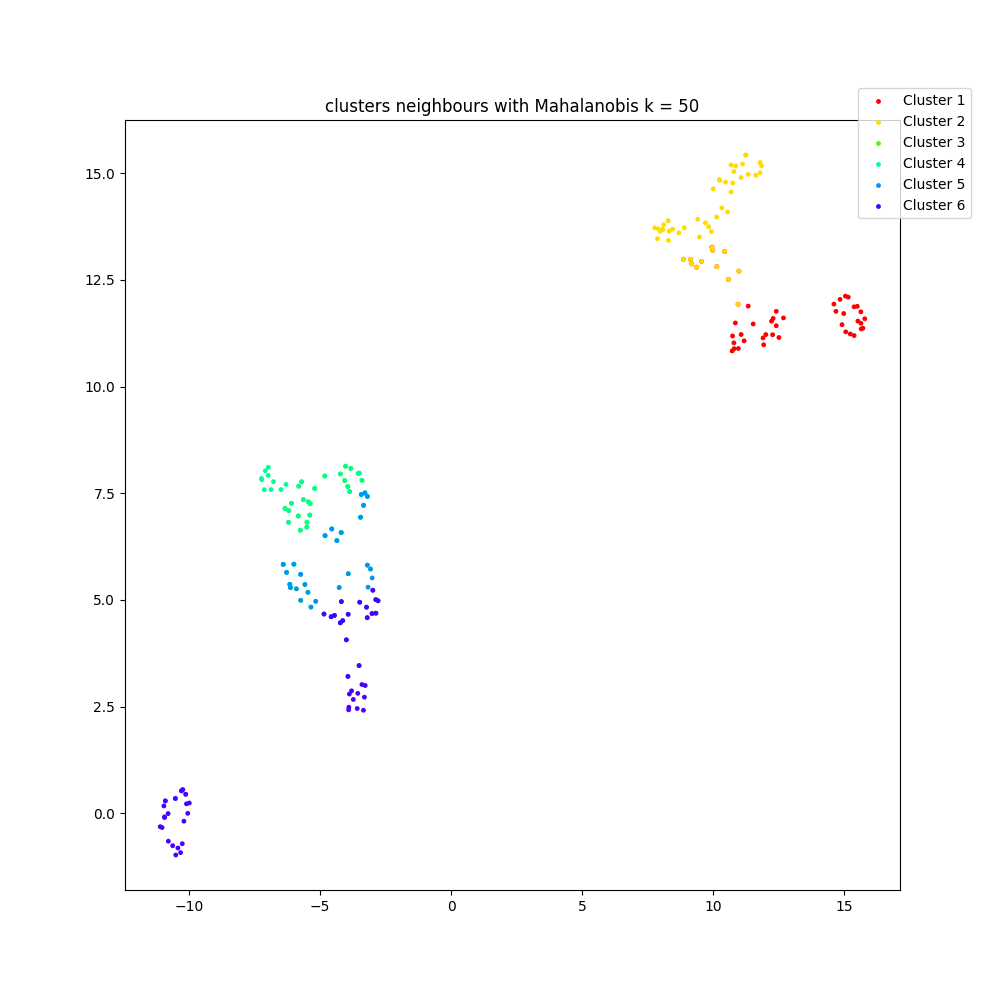 clusters neighbours with Mahalanobis k = 50
Cluster 1
Cluster 2
Cluster 3
Cluster 4
Cluster 5
Cluster 6
15.0
12.5
10.0
7.5
5.0
2.5
0.0
−10 −5 0 5 10 15